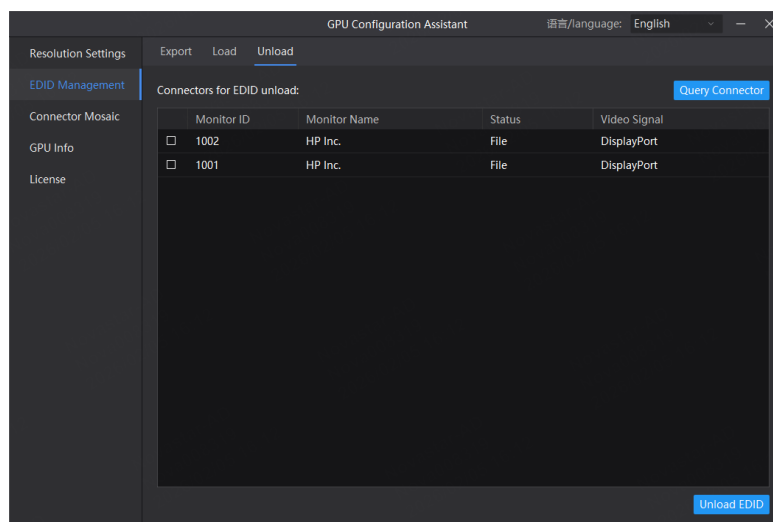 GPU Configuration Assistant 语言/language: English
Resolution Settings
EDID Management
Connector Mosaic
GPU Info
License
Export Load Unload
Connectors for EDID unload: Query Connector
Monitor ID Monitor Name Status Video Signal
1002 HP Inc. File DisplayPort
1001 HP Inc. File DisplayPort
Unload EDID